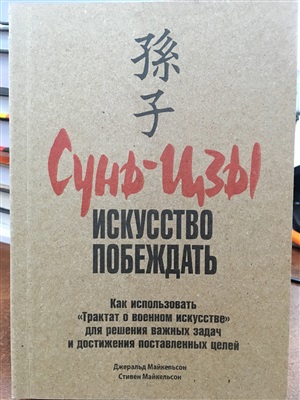 孫
子
Сунь-Цзы
ИСКУССТВО
ПОБЕЖДАТЬ
Как использовать
«Трактат о военном искусстве»
для решения важных задач
и достижения поставленных целей
Джеральд Майкельсон
Стивен Майкельсон